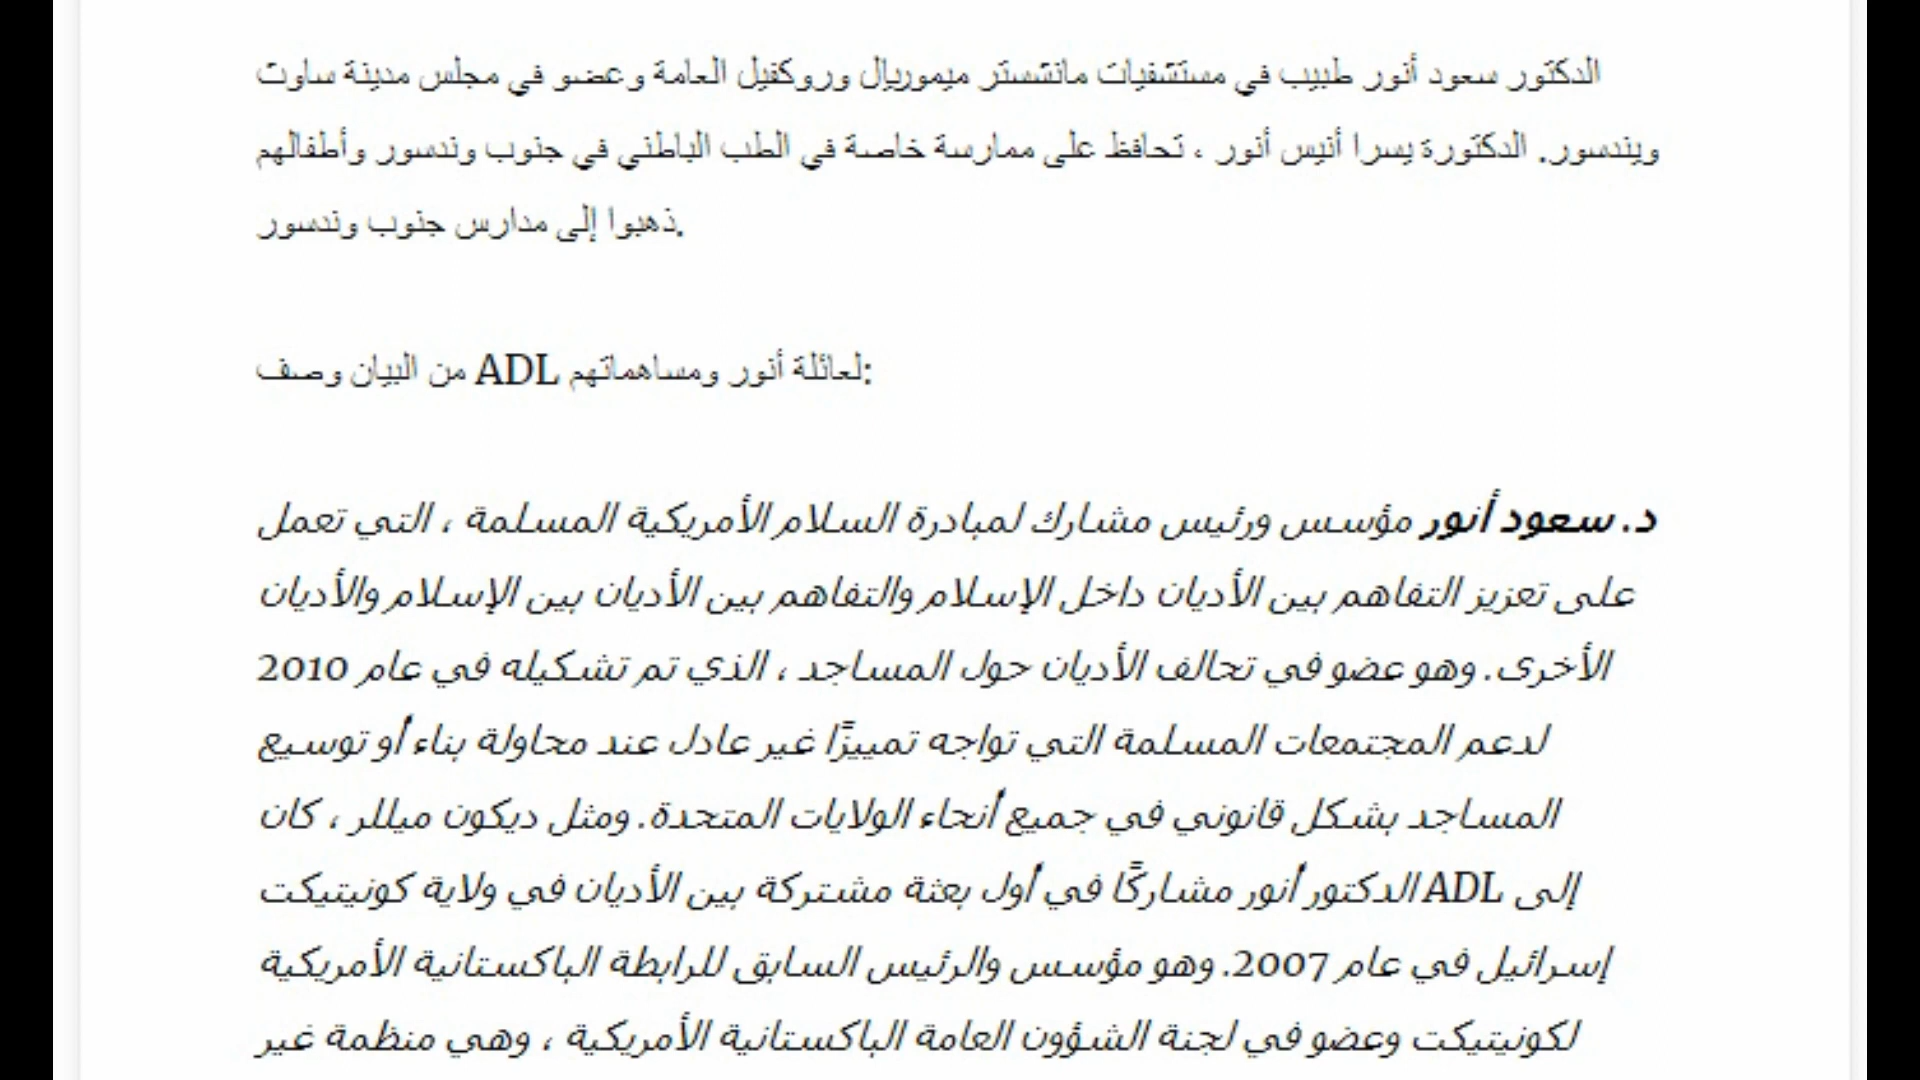 الدكتور سعود أنور طبيب في مستشفيات مانشستر ميموريال وروكفيل العامة وعضو في مجلس مدينة ساوث
ويندسور. الدكتورة يسرا أنيس أنور ، تحافظ على ممارسة خاصة في الطب الباطني في جنوب وندسور وأطفالهم
ذهبوا إلى مدارس جنوب وندسور.
من البيان وصف ADL لعائلة أنور ومساهماتهم:
د. سعود أنور مؤسس ورئيس مشارك لمبادرة السلام الأمريكية المسلمة ، التي تعمل
على تعزيز التفاهم بين الأديان داخل الإسلام والتفاهم بين الأديان بين الإسلام والأديان
الأخرى. وهو عضو في تحالف الأديان حول المساجد ، الذي تم تشكيله في عام 2010
لدعم المجتمعات المسلمة التي تواجه تمييزًا غير عادل عند محاولة بناء أو توسيع
المساجد بشكل قانوني في جميع أنحاء الولايات المتحدة. ومثل ديكون ميللر ، كان
إلى ADL الدكتور أنور مشاركًا في أول بعثة مشتركة بين الأديان في ولاية كونيتيكت
إسرائيل في عام 2007. وهو مؤسس والرئيس السابق للرابطة الباكستانية الأمريكية
لكونيتيكت وعضو في لجنة الشؤون العامة الباكستانية الأمريكية ، وهي منظمة غير